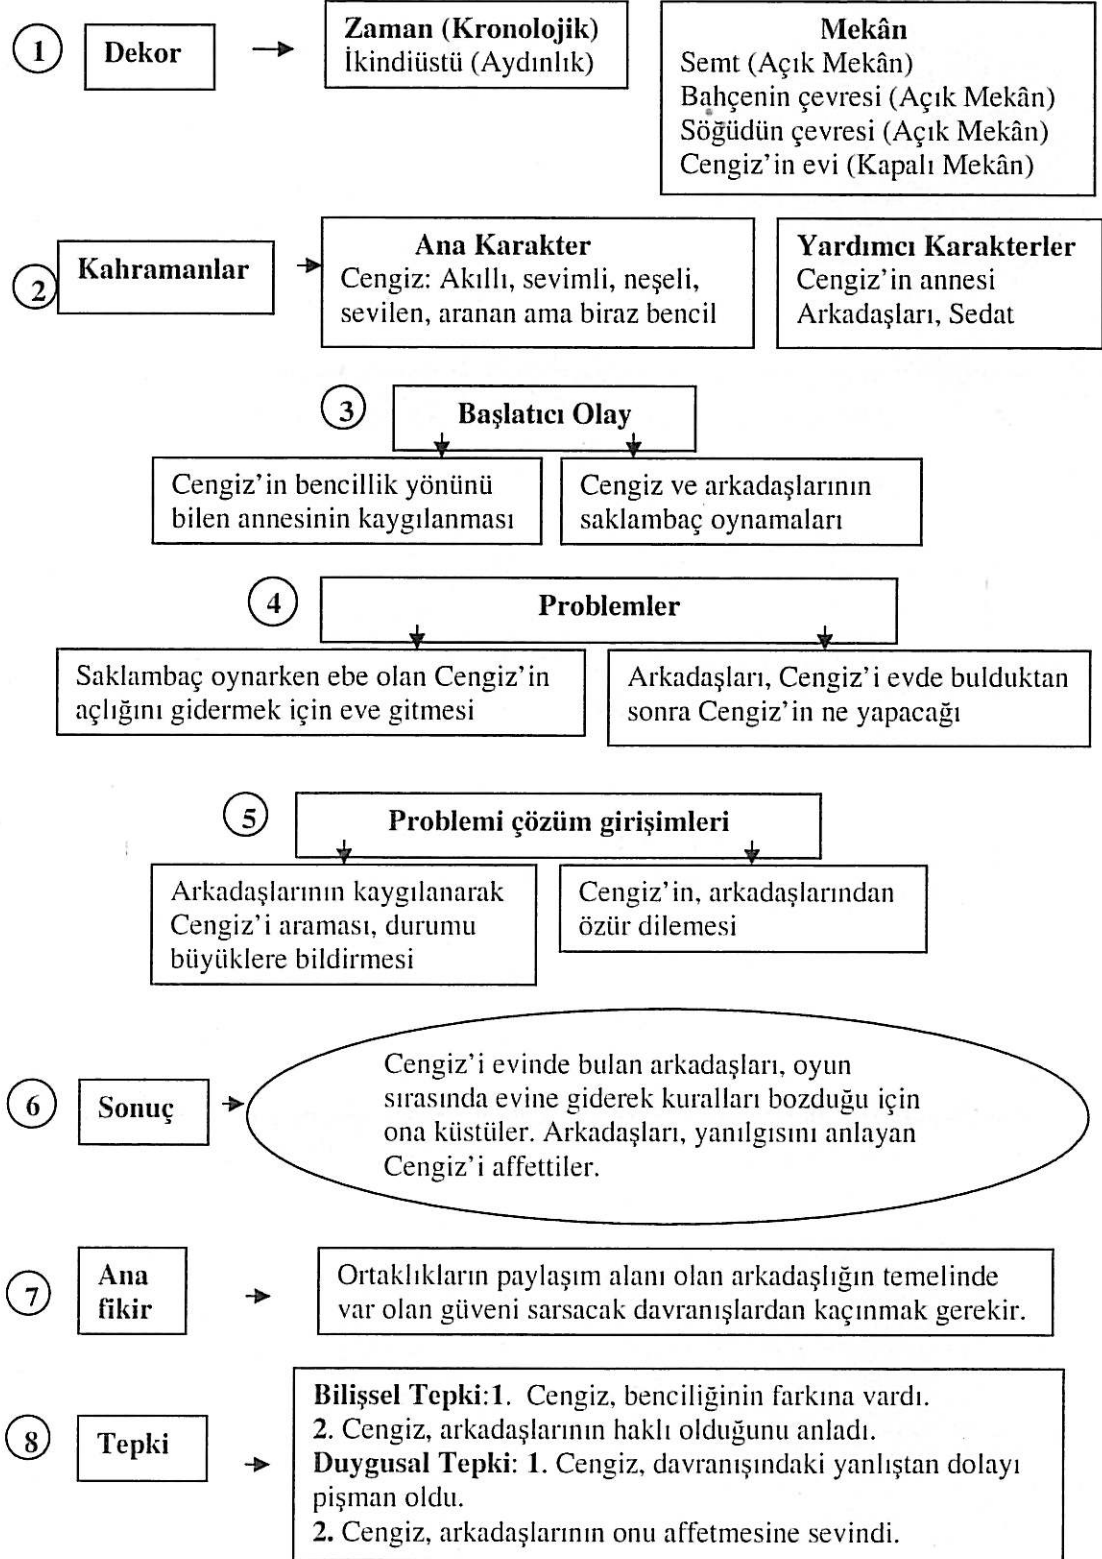 1
Dekor
Zaman (Kronolojik)
İkindiüstü (Aydınlık)
Mekân
Semt (Açık Mekân)
Bahçenin çevresi (Açık Mekân)
Söğüdün çevresi (Açık Mekân)
Cengiz'in evi (Kapalı Mekân)
2
Kahramanlar
Ana Karakter
Cengiz: Akıllı, sevimli, neşeli,
sevilen, aranan ama biraz bencil
Yardımcı Karakterler
Cengiz'in annesi
Arkadaşları, Sedat
3
Başlatıcı Olay
Cengiz'in bencillik yönünü
bilen annesinin kaygılanması
Cengiz ve arkadaşlarının
saklambaç oynamaları
4
Problemler
Saklambaç oynarken ebe olan Cengiz'in
açlığını gidermek için eve gitmesi
Arkadaşları, Cengiz'i evde bulduktan
sonra Cengiz'in ne yapacağı
5
Problemi çözüm girişimleri
Arkadaşlarının kaygılanarak
Cengiz'i araması, durumu
büyüklere bildirmesi
Cengiz'in, arkadaşlarından
özür dilemesi
6
Sonuç
Cengiz'i evinde bulan arkadaşları, oyun
sırasında evine giderek kuralları bozduğu için
ona küstüler. Arkadaşları, yanılgısını anlayan
Cengiz'i affettiler.
7
Ana
fikir
Ortaklıkların paylaşım alanı olan arkadaşlığın temelinde
var olan güveni sarsacak davranışlardan kaçınmak gerekir.
8
Tepki
Bilişsel Tepki:1. Cengiz, benciliğinin farkına vardı.
2. Cengiz, arkadaşlarının haklı olduğunu anladı.
Duygusal Tepki: 1. Cengiz, davranışındaki yanlıştan dolayı
pişman oldu.
2. Cengiz, arkadaşlarının onu affetmesine sevindi.